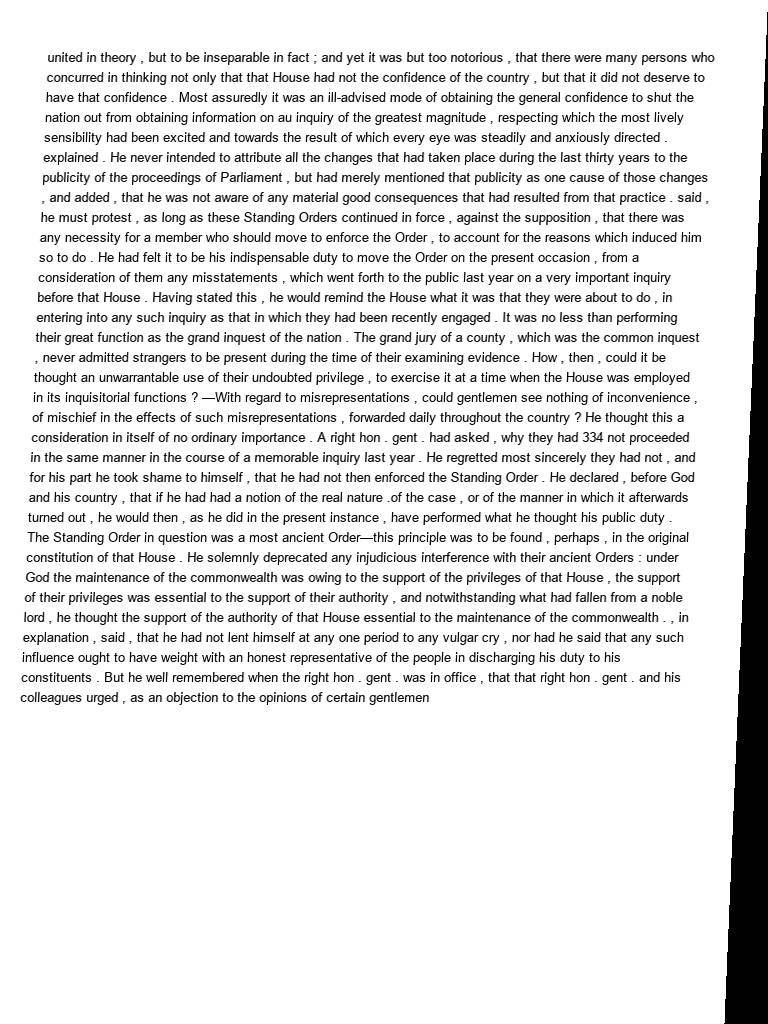 united in theory , but to be inseparable in fact ; and yet it was but too notorious , that there were many persons who
concurred in thinking not only that that House had not the confidence of the country , but that it did not deserve to
have that confidence . Most assuredly it was an ill-advised mode of obtaining the general confidence to shut the
nation out from obtaining information on au inquiry of the greatest magnitude , respecting which the most lively
sensibility had been excited and towards the result of which every eye was steadily and anxiously directed .
explained . He never intended to attribute all the changes that had taken place during the last thirty years to the
publicity of the proceedings of Parliament , but had merely mentioned that publicity as one cause of those changes
, and added , that he was not aware of any material good consequences that had resulted from that practice . said ,
he must protest , as long as these Standing Orders continued in force , against the supposition , that there was
any necessity for a member who should move to enforce the Order , to account for the reasons which induced him
so to do . He had felt it to be his indispensable duty to move the Order on the present occasion , from a
consideration of them any misstatements , which went forth to the public last year on a very important inquiry
before that House . Having stated this , he would remind the House what it was that they were about to do , in
entering into any such inquiry as that in which they had been recently engaged . It was no less than performing
their great function as the grand inquest of the nation . The grand jury of a county , which was the common inquest
, never admitted strangers to be present during the time of their examining evidence . How , then , could it be
thought an unwarrantable use of their undoubted privilege , to exercise it at a time when the House was employed
in its inquisitorial functions ? —With regard to misrepresentations , could gentlemen see nothing of inconvenience ,
of mischief in the effects of such misrepresentations , forwarded daily throughout the country ? He thought this a
consideration in itself of no ordinary importance . A right hon . gent . had asked , why they had 334 not proceeded
in the same manner in the course of a memorable inquiry last year . He regretted most sincerely they had not , and
for his part he took shame to himself , that he had not then enforced the Standing Order . He declared , before God
and his country , that if he had had a notion of the real nature .of the case , or of the manner in which it afterwards
turned out , he would then , as he did in the present instance , have performed what he thought his public duty .
The Standing Order in question was a most ancient Order—this principle was to be found , perhaps , in the original
constitution of that House . He solemnly deprecated any injudicious interference with their ancient Orders : under
God the maintenance of the commonwealth was owing to the support of the privileges of that House , the support
of their privileges was essential to the support of their authority , and notwithstanding what had fallen from a noble
lord , he thought the support of the authority of that House essential to the maintenance of the commonwealth . , in
explanation , said , that he had not lent himself at any one period to any vulgar cry , nor had he said that any such
influence ought to have weight with an honest representative of the people in discharging his duty to his
constituents . But he well remembered when the right hon . gent . was in office , that that right hon . gent . and his
colleagues urged , as an objection to the opinions of certain gentlemen